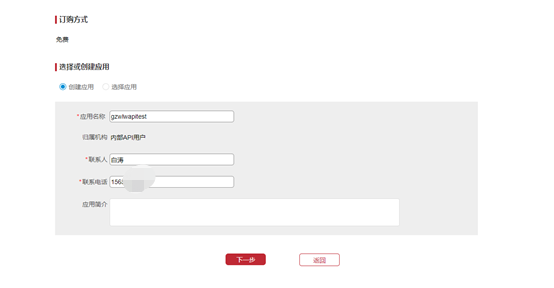 订购方式
免费
选择或创建应用
创建应用 选择应用
*应用名称 gzwlwapitest
归属机构 内部API用户
*联系人 白涛
*联系电话 156
应用简介
下一步 返回